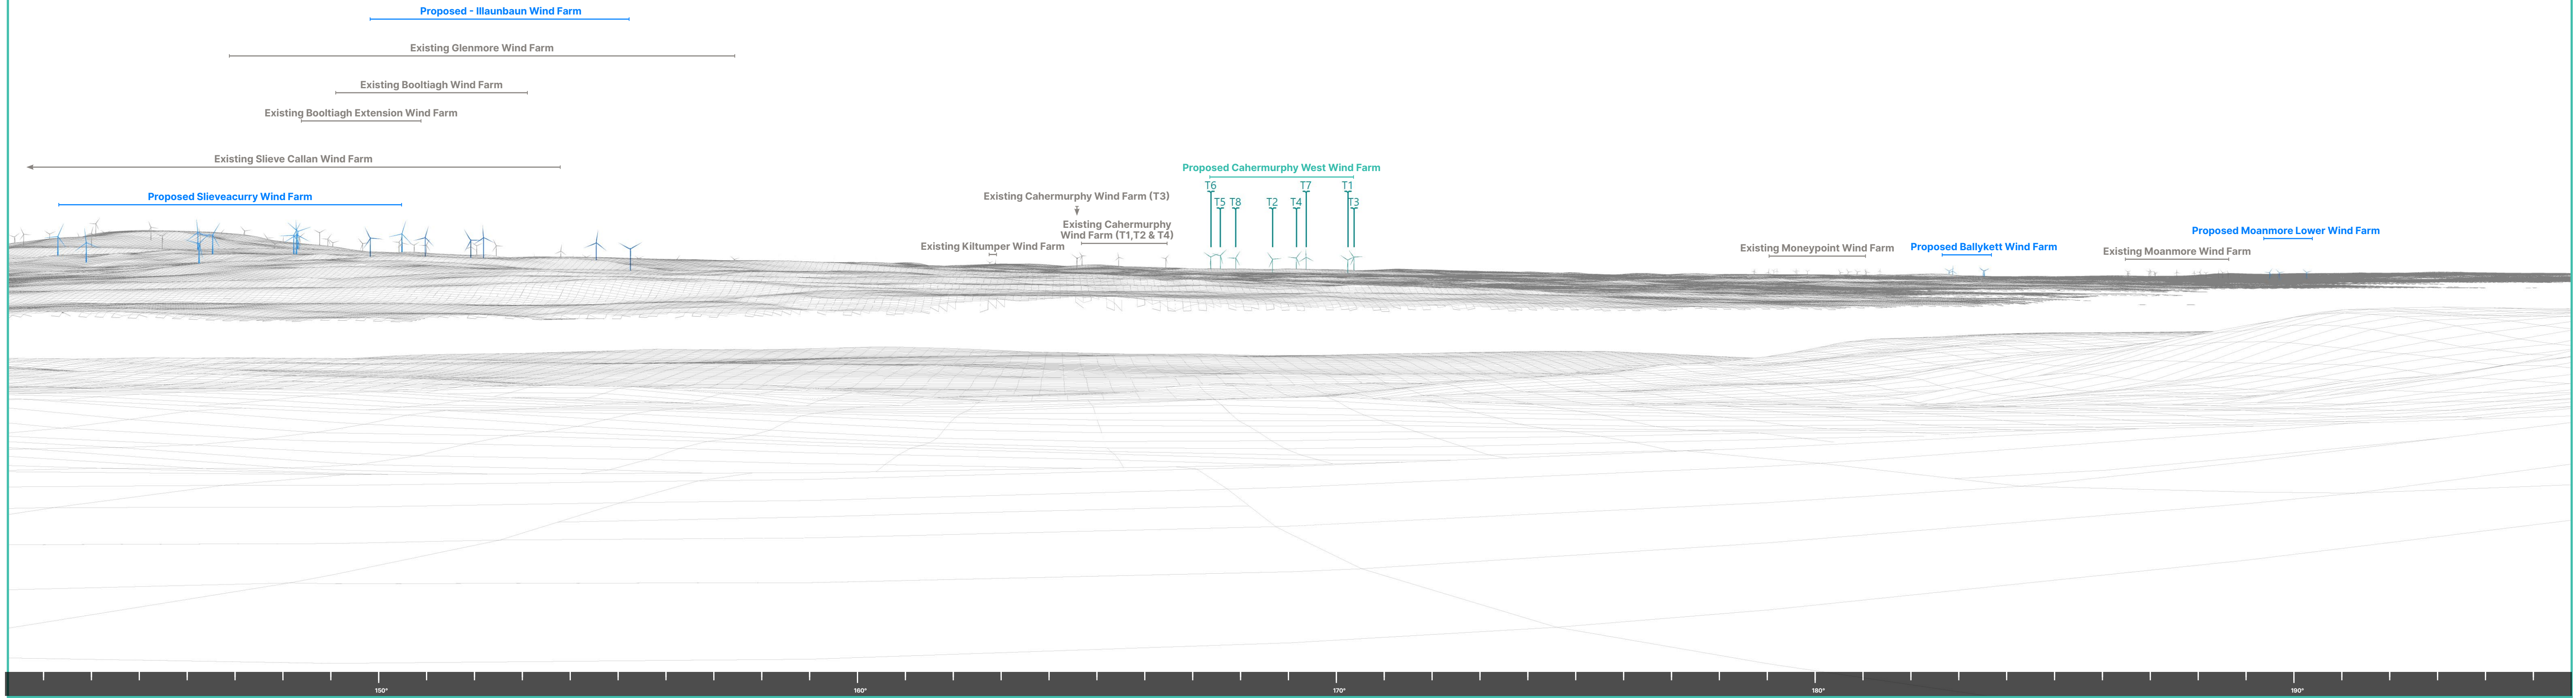 Proposed - Illaunbaun Wind Farm
Existing Glenmore Wind Farm
Existing Booltiagh Wind Farm
Existing Booltiagh Extension Wind Farm
Existing Slieve Callan Wind Farm
Proposed Slieveacurry Wind Farm
Existing Kiltumper Wind Farm
Existing Cahermurphy Wind Farm (T3)
Existing Cahermurphy
Wind Farm (T1,T2 & T4)
Proposed Cahermurphy West Wind Farm
T6
T5
T8
T2
T4
T7
T1
T3
Existing Moneypoint Wind Farm
Proposed Ballykett Wind Farm
Existing Moanmore Wind Farm
Proposed Moanmore Lower Wind Farm
150°
160°
170°
180°
190°